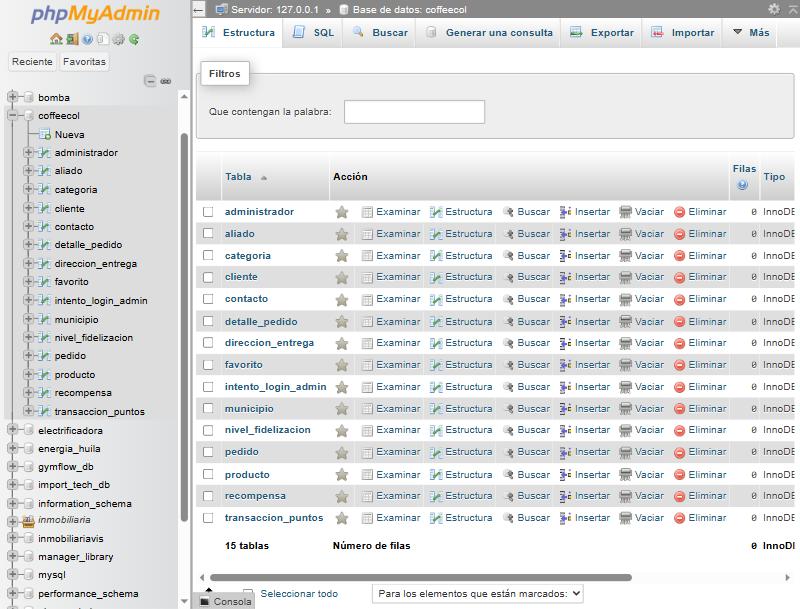 phpMyAdmin
Reciente Favoritas
bomba
coffeecol
Nueva
administrador
aliado
categoria
cliente
contacto
detalle_pedido
direccion_entrega
favorito
intento_login_admin
municipio
nivel_fidelizacion
pedido
producto
recompensa
transaccion_puntos
electrificadora
energia_huila
gymflow_db
import_tech_db
information_schema
inmobiliaria
inmobiliariavis
manager_library
mysql
performance_schema
Servidor: 127.0.0.1 » Base de datos: coffeecol
Estructura SQL Buscar Generar una consulta Exportar Importar Más
Filtros
Que contengan la palabra:
Tabla Acción Filas Tipo
administrador Examinar Estructura Buscar Insertar Vaciar Eliminar 0 InnoDB
aliado Examinar Estructura Buscar Insertar Vaciar Eliminar 0 InnoDB
categoria Examinar Estructura Buscar Insertar Vaciar Eliminar 0 InnoDB
cliente Examinar Estructura Buscar Insertar Vaciar Eliminar 0 InnoDB
contacto Examinar Estructura Buscar Insertar Vaciar Eliminar 0 InnoDB
detalle_pedido Examinar Estructura Buscar Insertar Vaciar Eliminar 0 InnoDB
direccion_entrega Examinar Estructura Buscar Insertar Vaciar Eliminar 0 InnoDB
favorito Examinar Estructura Buscar Insertar Vaciar Eliminar 0 InnoDB
intento_login_admin Examinar Estructura Buscar Insertar Vaciar Eliminar 0 InnoDB
municipio Examinar Estructura Buscar Insertar Vaciar Eliminar 0 InnoDB
nivel_fidelizacion Examinar Estructura Buscar Insertar Vaciar Eliminar 0 InnoDB
pedido Examinar Estructura Buscar Insertar Vaciar Eliminar 0 InnoDB
producto Examinar Estructura Buscar Insertar Vaciar Eliminar 0 InnoDB
recompensa Examinar Estructura Buscar Insertar Vaciar Eliminar 0 InnoDB
transaccion_puntos Examinar Estructura Buscar Insertar Vaciar Eliminar 0 InnoDB
15 tablas Número de filas 0 InnoDB
Seleccionar todo Para los elementos que están marcados:
Consola